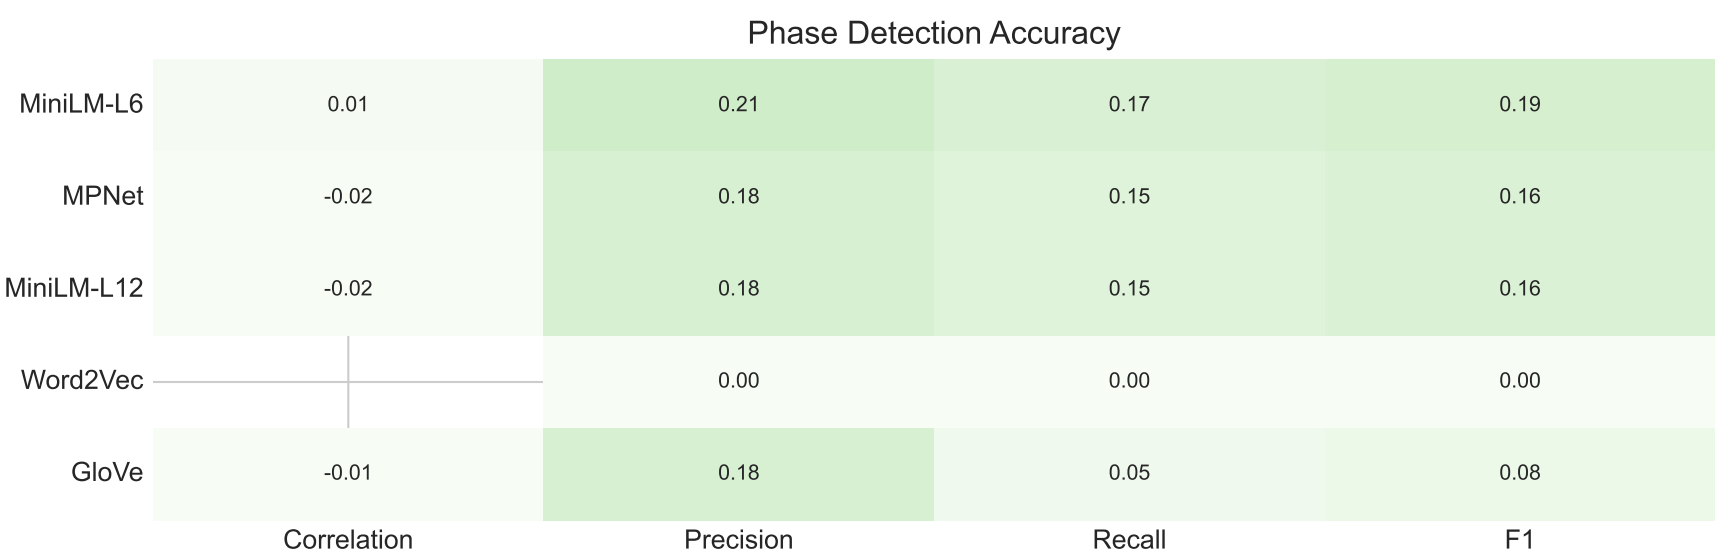 Phase Detection Accuracy
MiniLM-L6 0.01 0.21 0.17 0.19
MPNet -0.02 0.18 0.15 0.16
MiniLM-L12 -0.02 0.18 0.15 0.16
Word2Vec 0.00 0.00 0.00
GloVe -0.01 0.18 0.05 0.08
Correlation Precision Recall F1